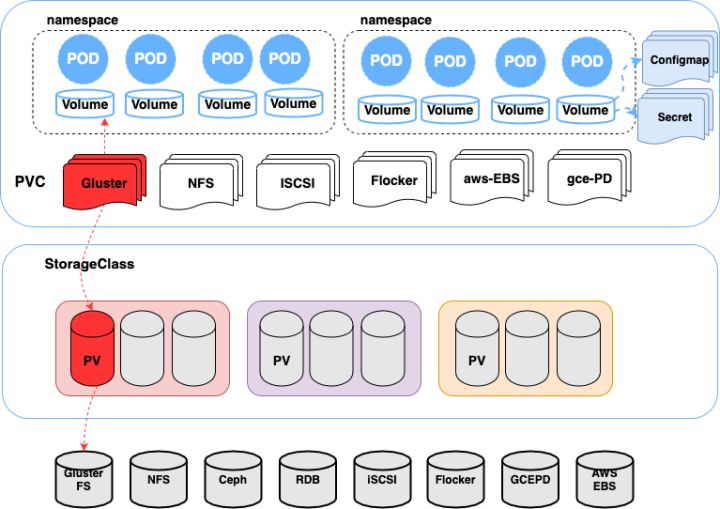 namespace
namespace
POD
POD
POD
POD
POD
POD
POD
POD
Configmap
Volume
Volume
Volume
Volume
Volume
Volume
Volume
Volume
Secret
PVC
Gluster
NFS
ISCSI
Flocker
aws-EBS
gce-PD
StorageClass
PV
PV
PV
Gluster
FS
NFS
Ceph
RDB
iSCSI
Flocker
GCEPD
AWS
EBS